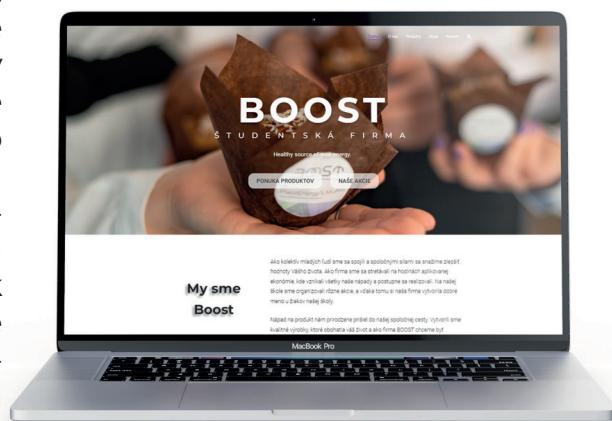 BOOST
ŠTUDENTSKÁ FIRMA
Healthy source of your energy.
PONUKA PRODUKTOV
NAŠE AKCIE
BOOST
My sme
Boost
Ako kolektív mladých ľudí sme sa spojili a spoločnými silami sa snažíme zlepšiť
hodnoty Vášho života. Ako firma sme sa stretávali na hodinách aplikovanej
ekonómie, kde vznikali všetky naše nápady a postupne sa realizovali. Na našej
škole sme organizovali rôzne akcie, a vďaka tomu si naša firma vytvorila dobré
meno u žiakov našej školy.
Nápad na produkt nám prirodzene prišiel do našej spoločnej cesty. Vytvorili sme
kvalitné výrobky, ktoré obohatia váš život a ako firma BOOST chceme byť
MacBook Pro